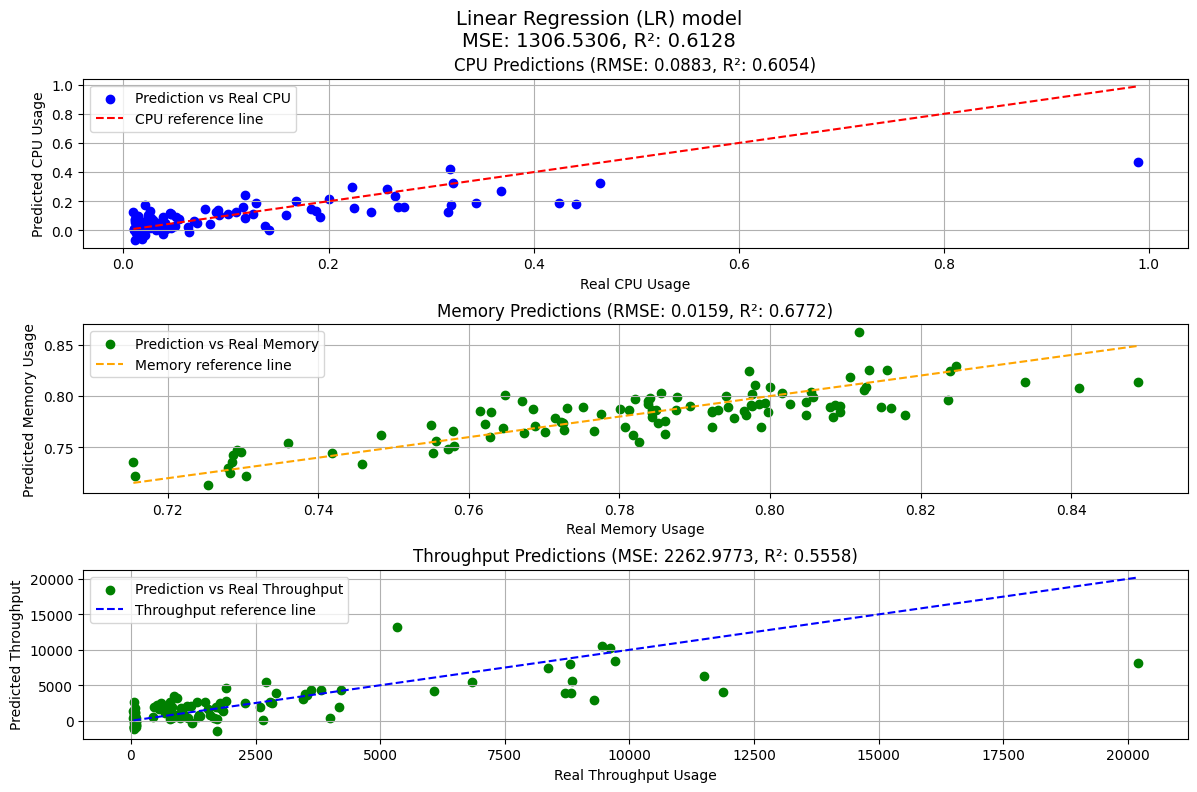 Linear Regression (LR) model
MSE: 1306.5306, R²: 0.6128
CPU Predictions (RMSE: 0.0883, R²: 0.6054)
Predicted CPU Usage
1.0
0.8
0.6
0.4
0.2
0.0
Prediction vs Real CPU
CPU reference line
0.0 0.2 0.4 0.6 0.8 1.0
Real CPU Usage
Memory Predictions (RMSE: 0.0159, R²: 0.6772)
Predicted Memory Usage
0.85
0.80
0.75
Prediction vs Real Memory
Memory reference line
0.72 0.74 0.76 0.78 0.80 0.82 0.84
Real Memory Usage
Throughput Predictions (MSE: 2262.9773, R²: 0.5558)
Predicted Throughput
20000
15000
10000
5000
0
Prediction vs Real Throughput
Throughput reference line
0 2500 5000 7500 10000 12500 15000 17500 20000
Real Throughput Usage